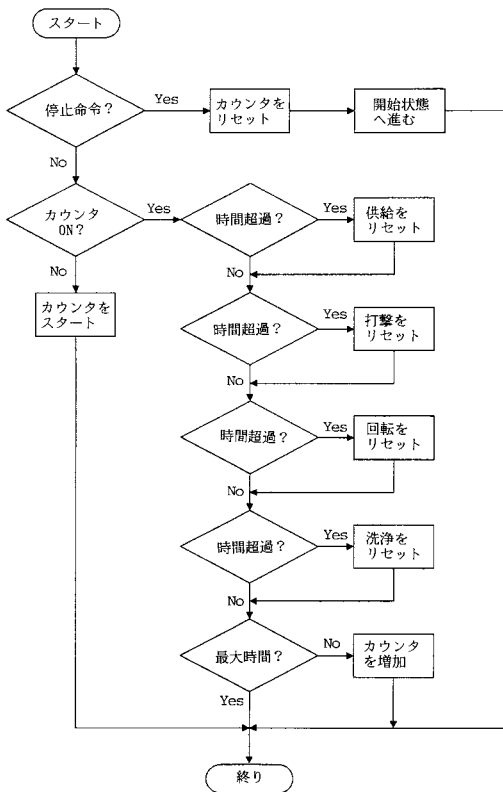 スタート
停止命令?
Yes
カウンタを
リセット
開始状態
へ進む
No
カウンタ
ON?
Yes
時間超過?
Yes
供給を
リセット
No
No
カウンタを
スタート
時間超過?
Yes
打撃を
リセット
No
時間超過?
Yes
回転を
リセット
No
時間超過?
Yes
洗浄を
リセット
No
最大時間?
No
カウンタ
を増加
Yes
終り